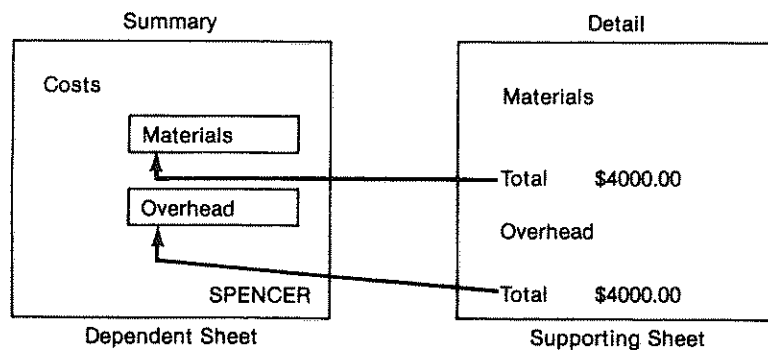 Summary
Costs
Materials
Overhead
SPENCER
Dependent Sheet
Detail
Materials
Total $4000.00
Overhead
Total $4000.00
Supporting Sheet